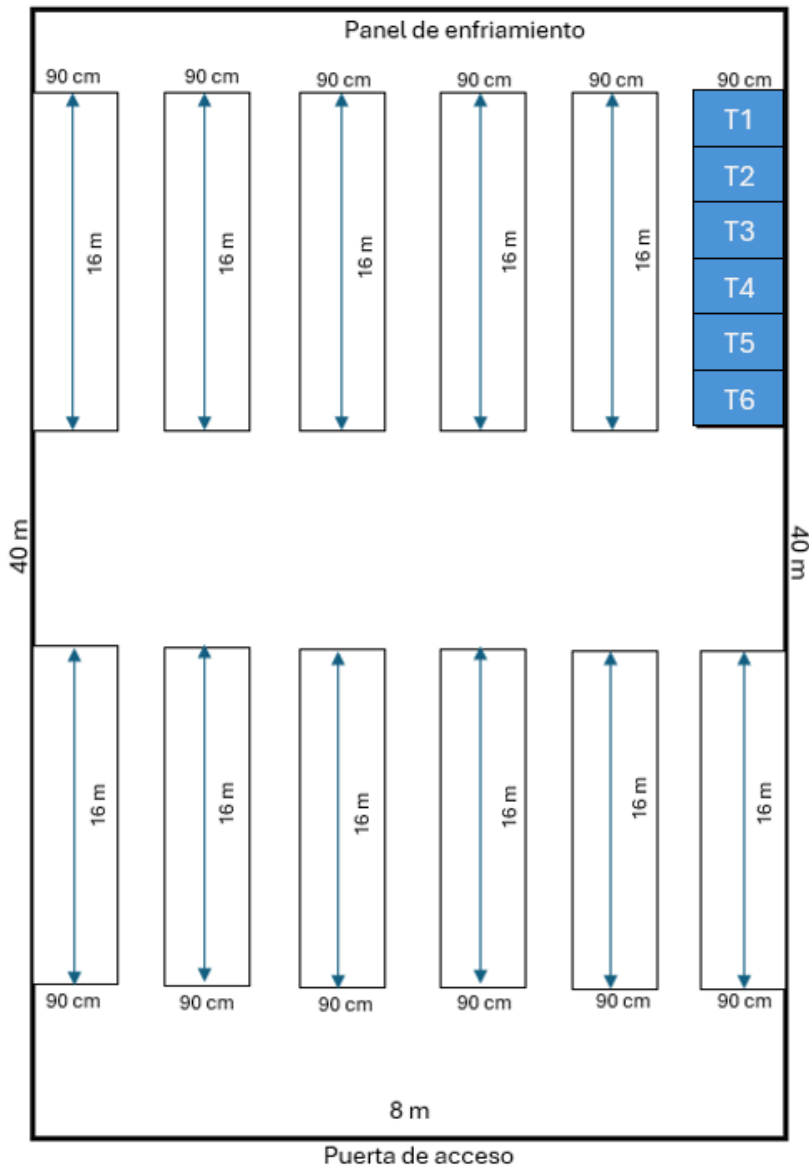 Panel de enfriamiento
90 cm 90 cm 90 cm 90 cm 90 cm 90 cm
T1
T2
T3
T4
T5
T6
16 m 16 m 16 m 16 m 16 m
40 m 40 m
16 m 16 m 16 m 16 m 16 m 16 m
90 cm 90 cm 90 cm 90 cm 90 cm 90 cm
8 m
Puerta de acceso